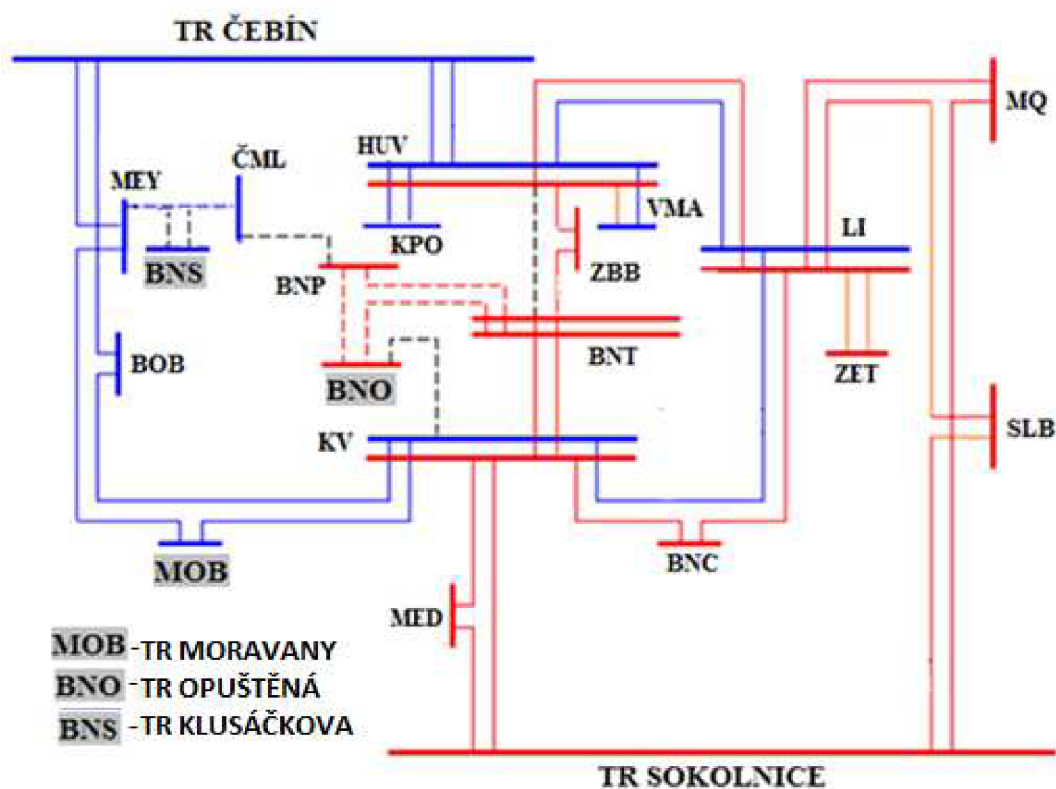 TR ČEBÍN
MQ
HUV
ČML
MEY
VMA
KPO
LI
BNS
ZBB
BNP
BNT
BOB
ZET
BNO
KV
SLB
BNC
MOB
MED
MOB -TR MORAVANY
BNO -TR OPUŠTĚNÁ
BNS -TR KLUSÁČKOVA
TR SOKOLNICE